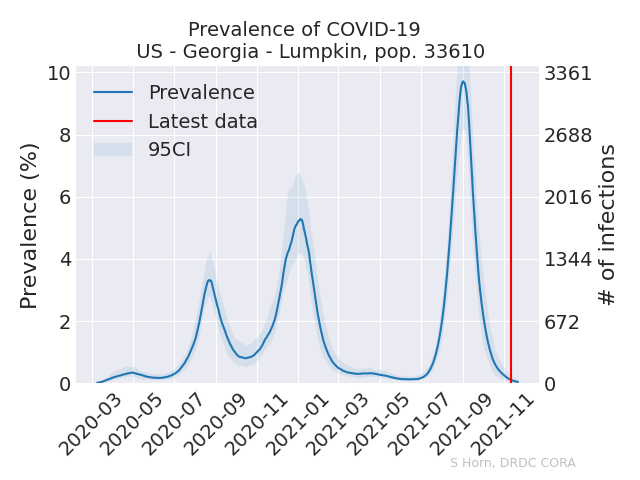 Prevalence of COVID-19
US - Georgia - Lumpkin, pop. 33610
Prevalence
Latest data
95CI
Prevalence (%)
10
8
6
4
2
0
3361
2688
2016
1344
672
0
# of infections
2020-03
2020-05
2020-07
2020-09
2020-11
2021-01
2021-03
2021-05
2021-07
2021-09
2021-11
S Horn, DRDC CORA